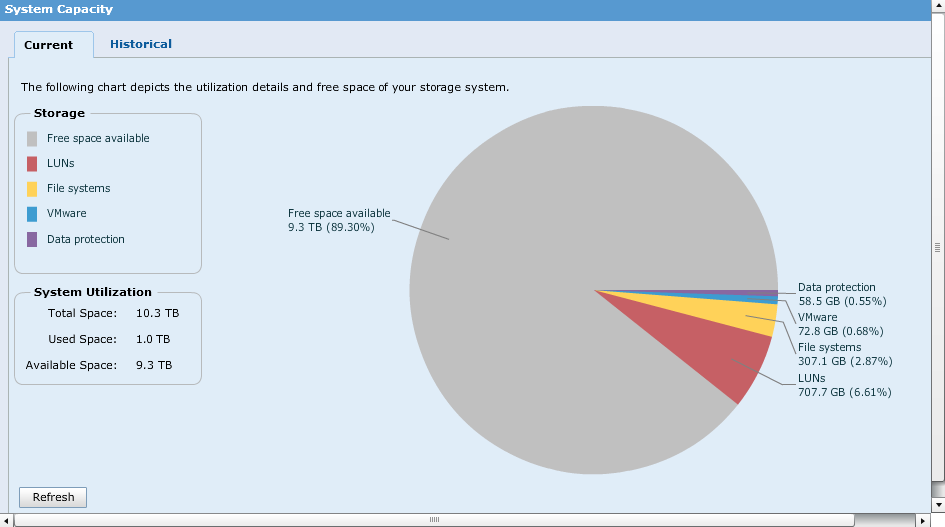 System Capacity
Current
Historical
The following chart depicts the utilization details and free space of your storage system.
Storage
Free space available
LUNs
File systems
VMware
Data protection
System Utilization
Total Space: 10.3 TB
Used Space: 1.0 TB
Available Space: 9.3 TB
Free space available
9.3 TB (89.30%)
Data protection
58.5 GB (0.55%)
VMware
72.8 GB (0.68%)
File systems
307.1 GB (2.87%)
LUNs
707.7 GB (6.61%)
Refresh